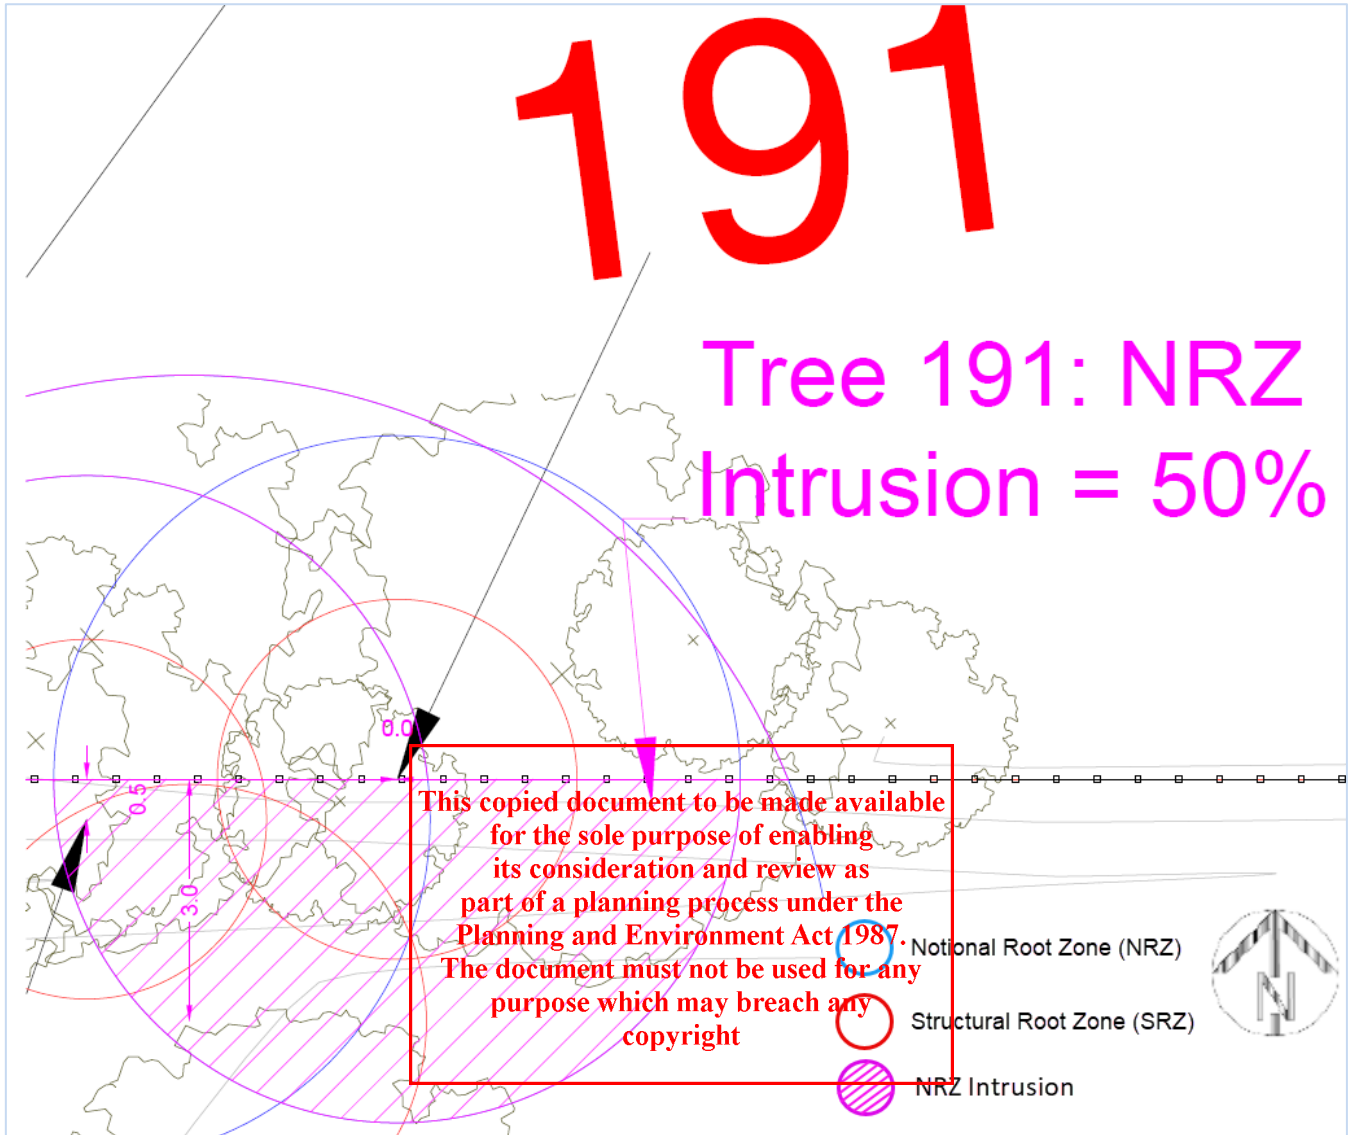 191
Tree 191: NRZ
Intrusion = 50%
0.0
0.5
3.0
This copied document to be made available
for the sole purpose of enabling
its consideration and review as
part of a planning process under the
Planning and Environment Act 1987.
The document must not be used for any
purpose which may breach any
copyright
Notional Root Zone (NRZ)
Structural Root Zone (SRZ)
NRZ Intrusion
N